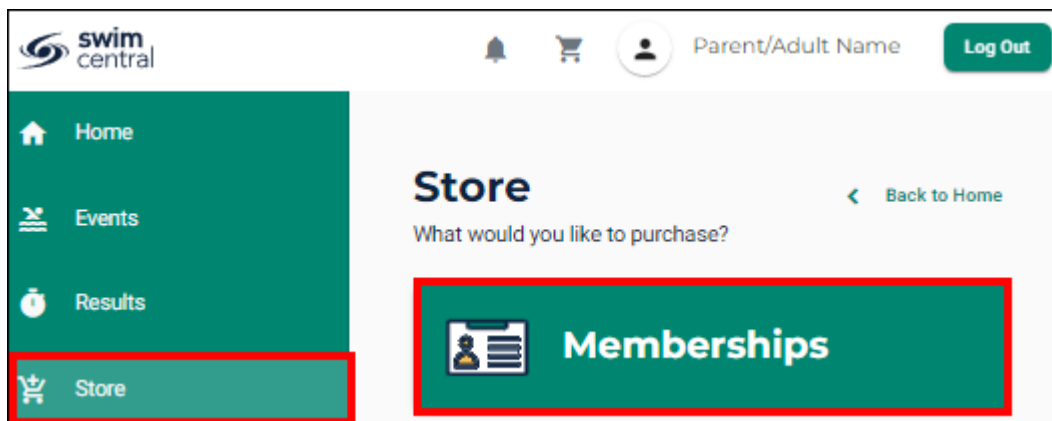 swim
central
Parent/Adult Name
Log Out
Home
Events
Results
Store
Store
Back to Home
What would you like to purchase?
Memberships